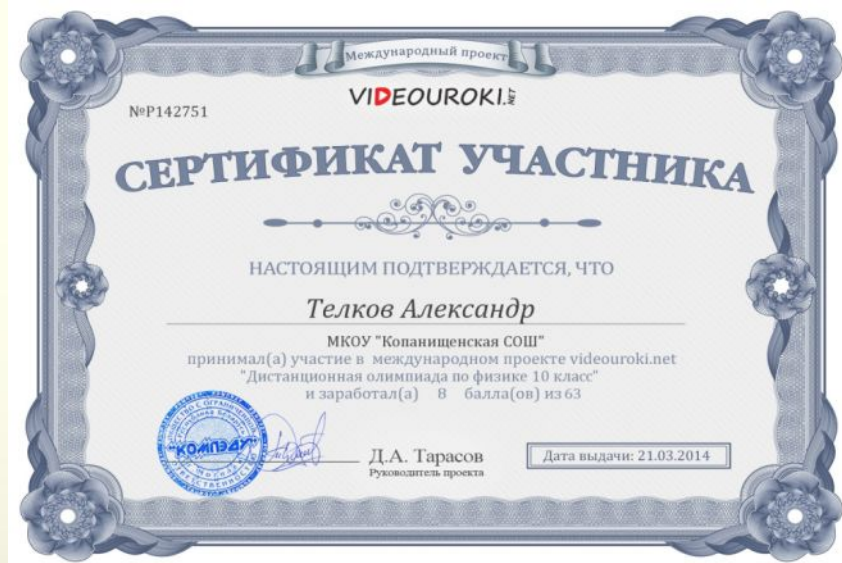 Международный проект
VIDEOUROKI.NET
№P142751
СЕРТИФИКАТ УЧАСТНИКА
НАСТОЯЩИМ ПОДТВЕРЖДАЕТСЯ, ЧТО
Телков Александр
МКОУ "Копанищенская СОШ"
принимал(а) участие в международном проекте videouroki.net
"Дистанционная олимпиада по физике 10 класс"
и заработал(а) 8 балла(ов) из 63
"КОМПЭДУ"
Д.А. Тарасов
Руководитель проекта
Дата выдачи: 21.03.2014